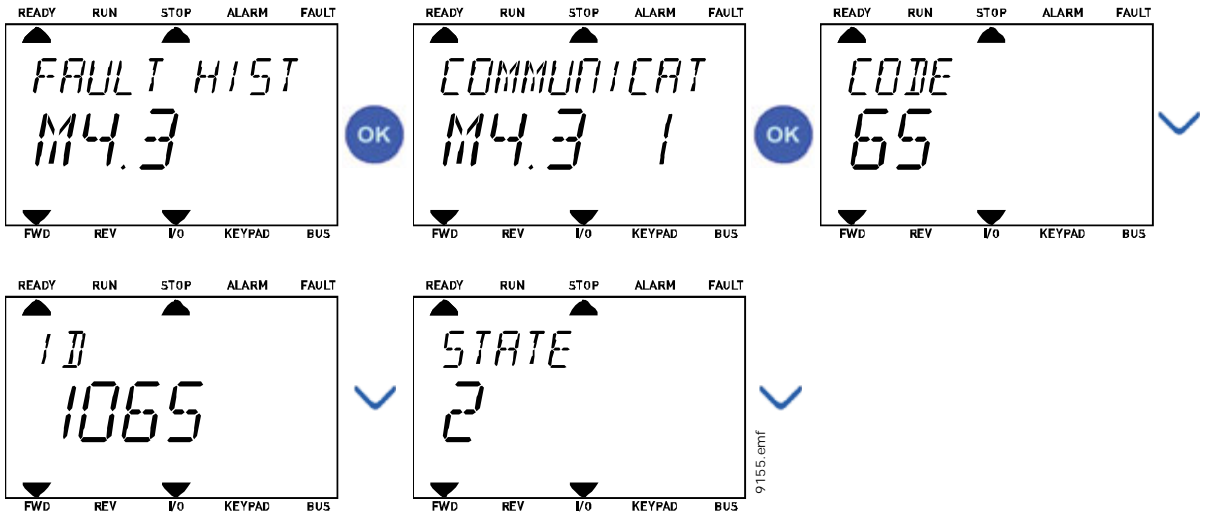 READY RUN STOP ALARM FAULT
FAULT HIST
M4.3
FWD REV I/O KEYPAD BUS
OK
READY RUN STOP ALARM FAULT
COMMUNICAT
M4.3 1
FWD REV I/O KEYPAD BUS
OK
READY RUN STOP ALARM FAULT
CODE
65
FWD REV I/O KEYPAD BUS
READY RUN STOP ALARM FAULT
ID
1065
FWD REV I/O KEYPAD BUS
READY RUN STOP ALARM FAULT
STATE
2
FWD REV I/O KEYPAD BUS
9155.emf